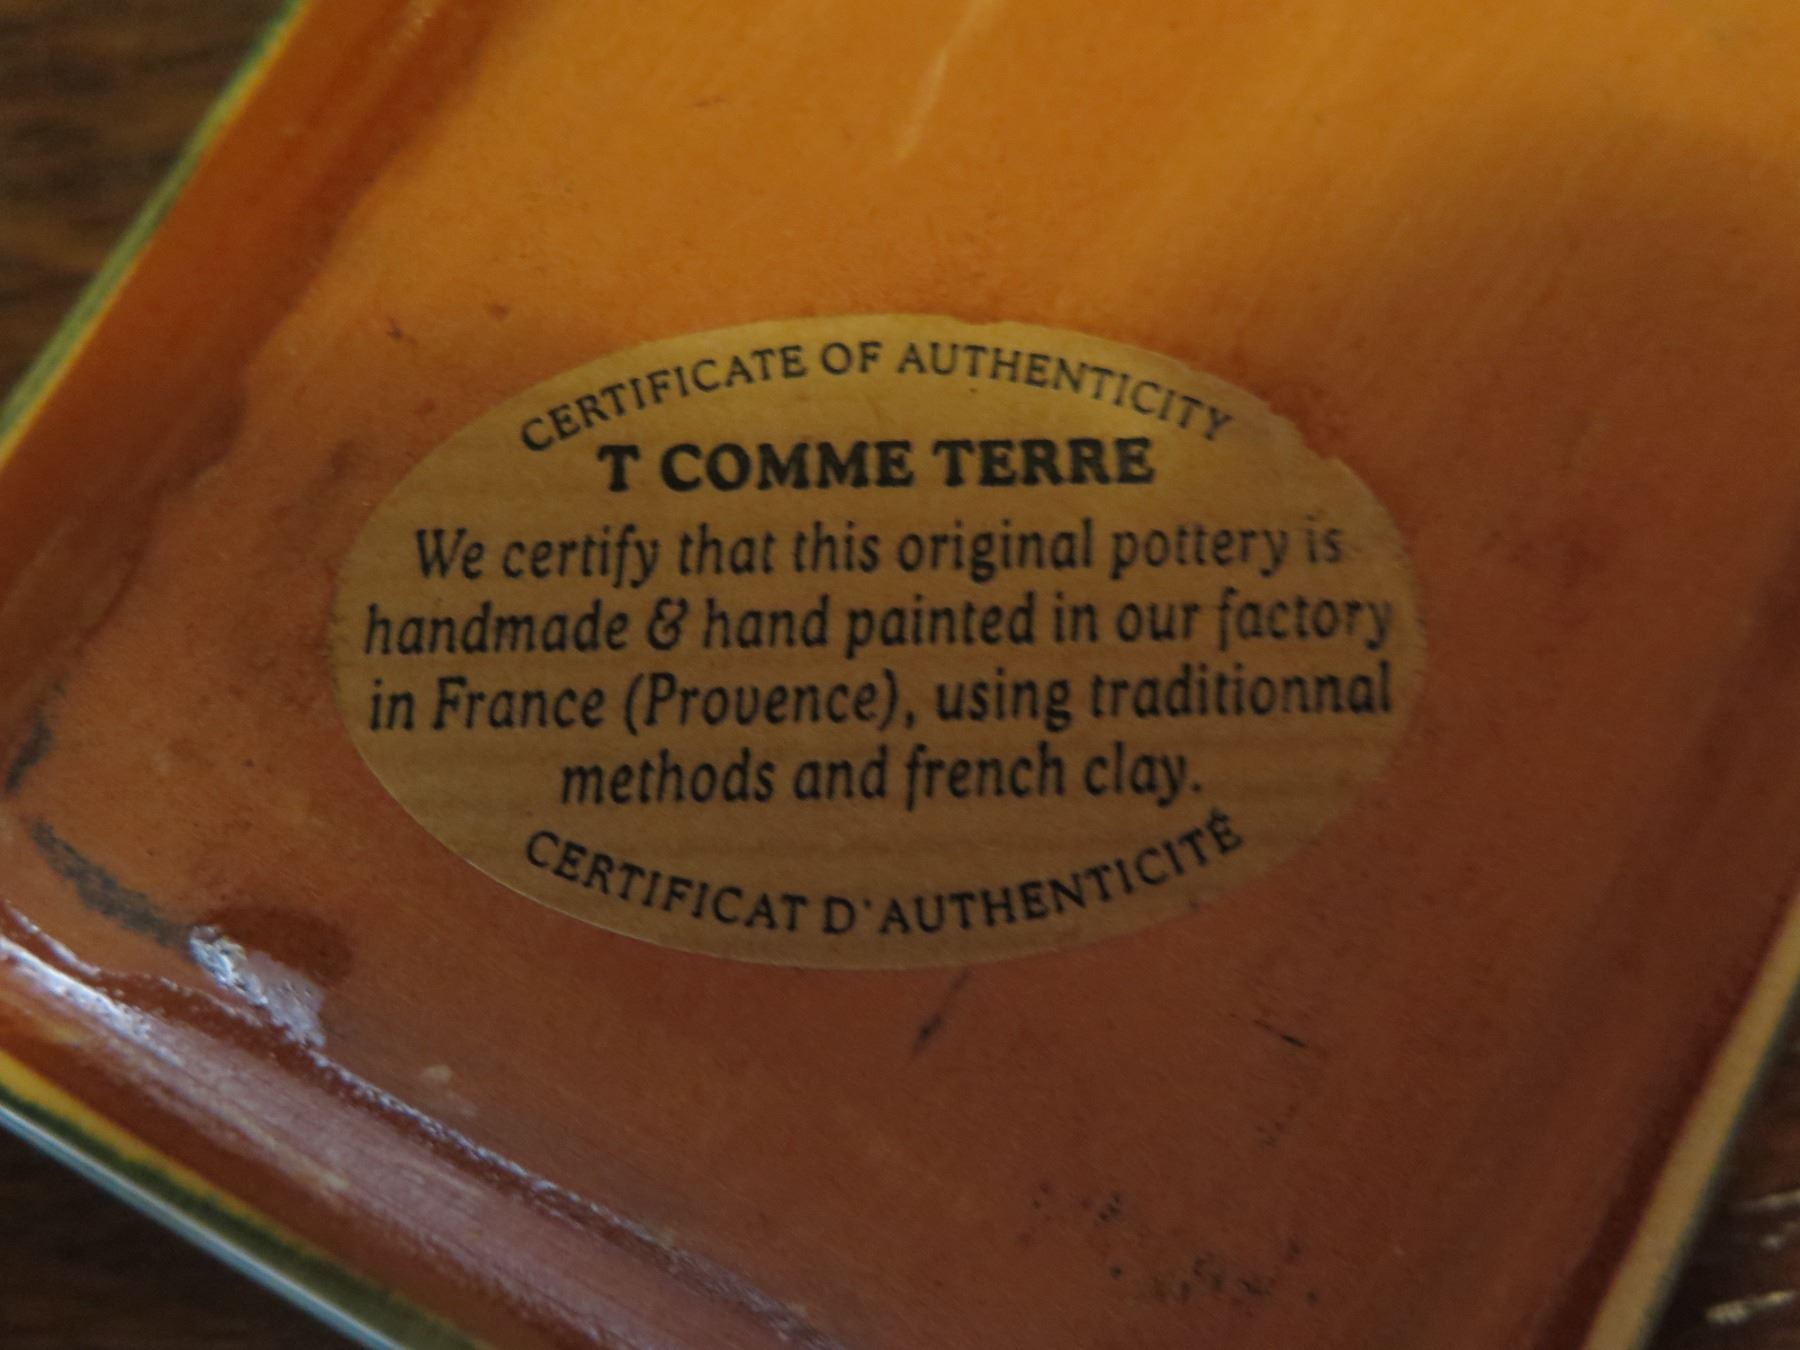 CERTIFICATE OF AUTHENTICITY
T COMME TERRE
We certify that this original pottery is
handmade & hand painted in our factory
in France (Provence), using traditionnal
methods and french clay.
CERTIFICAT D'AUTHENTICITÉ